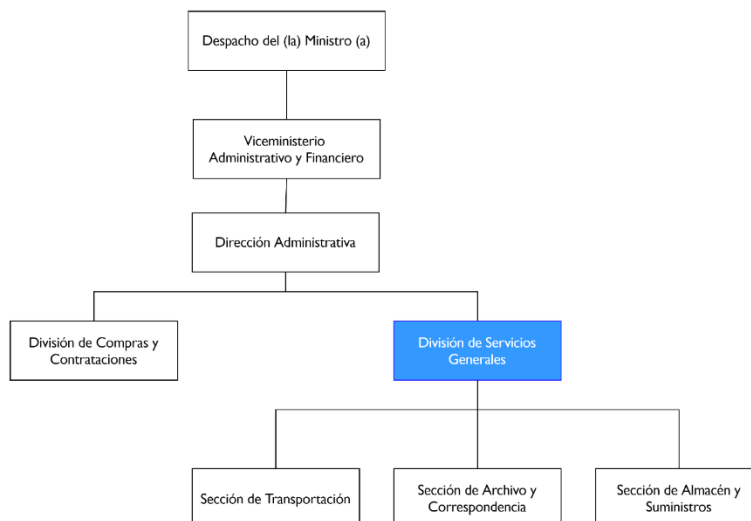 Despacho del (la) Ministro (a)
Viceministerio
Administrativo y Financiero
Dirección Administrativa
División de Compras y
Contrataciones
División de Servicios
Generales
Sección de Transportación
Sección de Archivo y
Correspondencia
Sección de Almacén y
Suministros